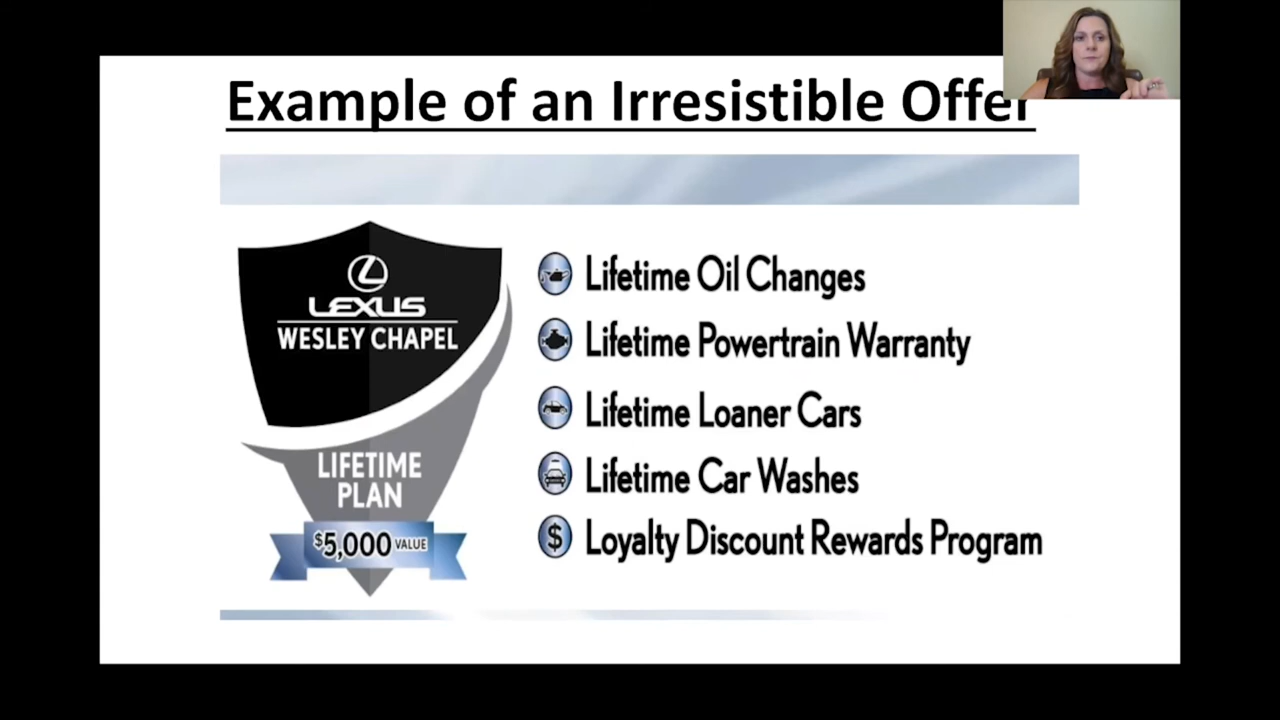 Example of an Irresistible Offer
LEXUS
WESLEY CHAPEL
LIFETIME
PLAN
$5,000 VALUE
Lifetime Oil Changes
Lifetime Powertrain Warranty
Lifetime Loaner Cars
Lifetime Car Washes
$
Loyalty Discount Rewards Program